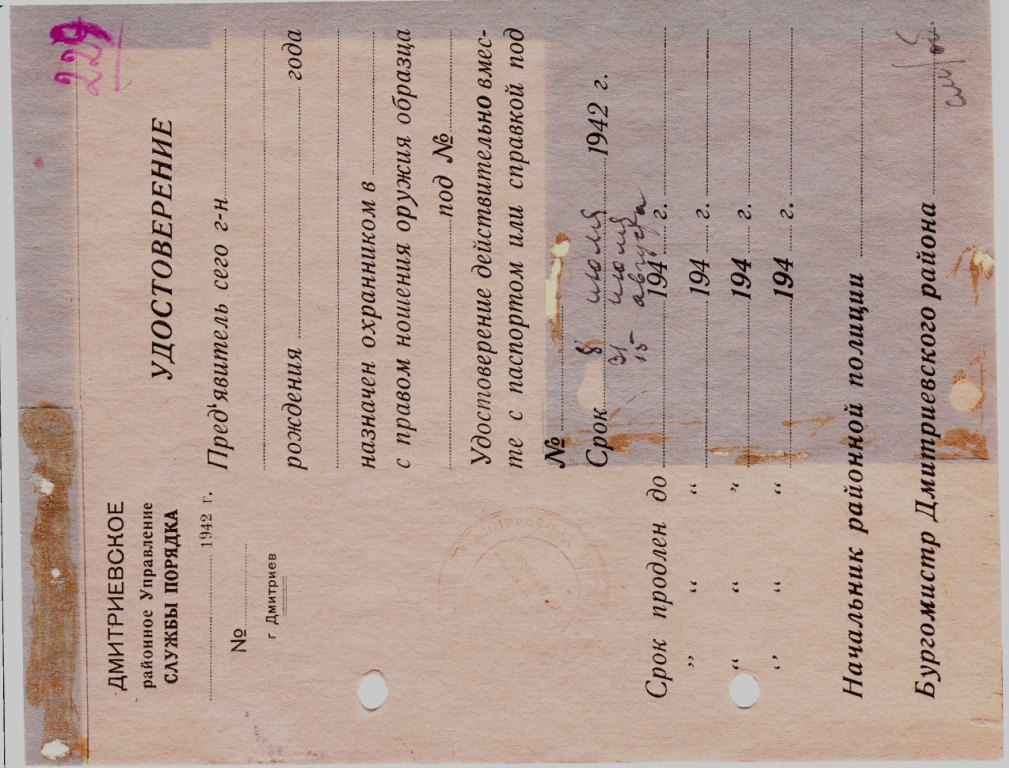 229
ДМИТРИЕВСКОЕ
районное Управление
СЛУЖБЫ ПОРЯДКА
1942 г.
№
г Дмитриев
УДОСТОВЕРЕНИЕ
Пред'явитель сего г-н
рождения года
назначен охранником в
с правом ношения оружия образца
под №
Удостоверение действительно вмес-
те с паспортом или справкой под
№
Срок 8 июля 1942 г.
31 июля
15 августа
Срок продлен до 194 г.
„ “ “ 194 г.
“ “ „ 194 г.
„ “ “ 194 г.
Начальник районной полиции
Бургомистр Дмитриевского района